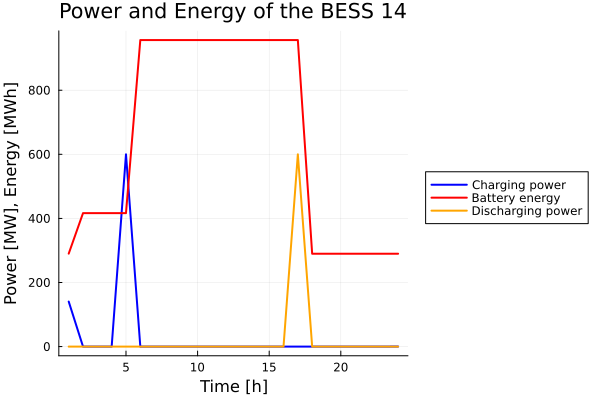 Power and Energy of the BESS 14
Power [MW], Energy [MWh]
800
600
400
200
0
5
10
15
20
Time [h]
Charging power
Battery energy
Discharging power